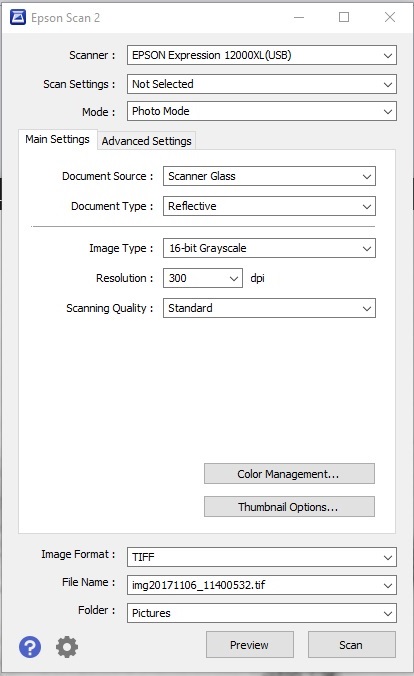 Epson Scan 2
Scanner : EPSON Expression 12000XL(USB)
Scan Settings : Not Selected
Mode : Photo Mode
Main Settings Advanced Settings
Document Source : Scanner Glass
Document Type : Reflective
Image Type : 16-bit Grayscale
Resolution : 300 dpi
Scanning Quality : Standard
Color Management...
Thumbnail Options...
Image Format : TIFF
File Name : img20171106_11400532.tif
Folder : Pictures
? Preview Scan